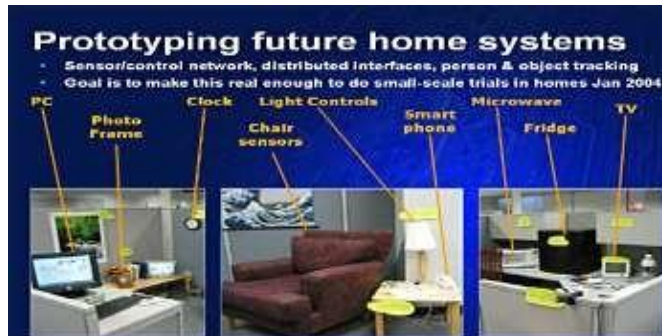 Prototyping future home systems
• Sensor/control network, distributed interfaces, person & object tracking
• Goal is to make this real enough to do small-scale trials in homes Jan 2004
PC
Photo Frame
Clock
Light Controls
Chair sensors
Smart phone
Microwave
Fridge
TV